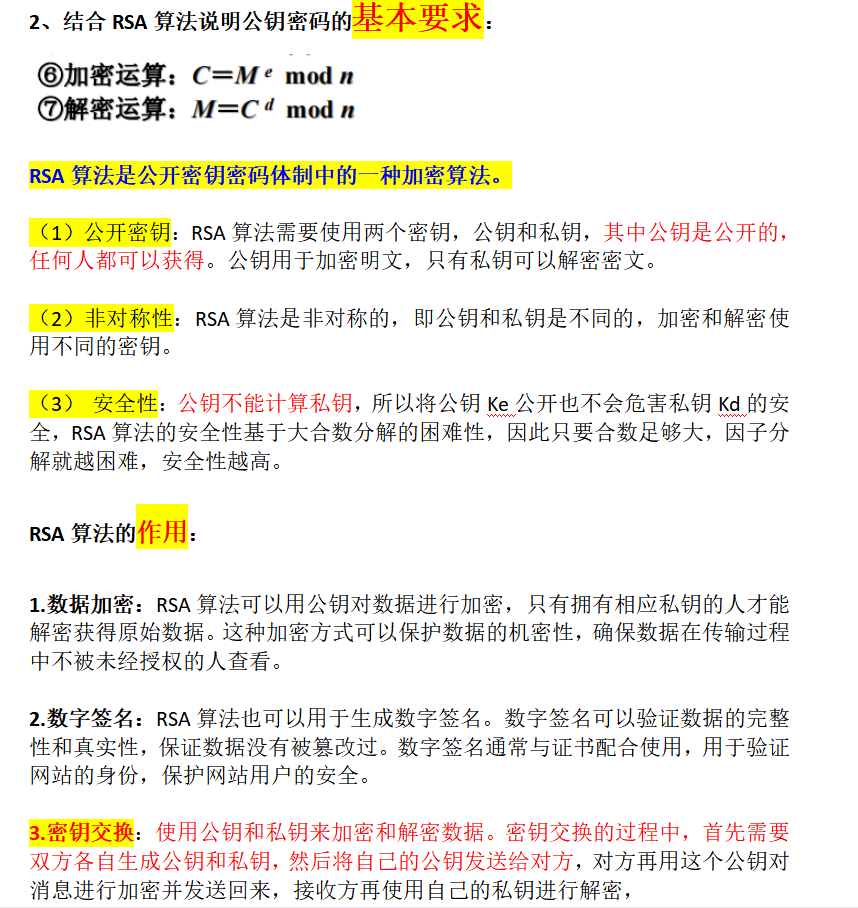 2、结合 RSA 算法说明公钥密码的基本要求：
⑥加密运算：C＝M e mod n
⑦解密运算：M＝C d mod n
RSA 算法是公开密钥密码体制中的一种加密算法。
（1）公开密钥：RSA 算法需要使用两个密钥，公钥和私钥，其中公钥是公开的，
任何人都可以获得。公钥用于加密明文，只有私钥可以解密密文。
（2）非对称性：RSA 算法是非对称的，即公钥和私钥是不同的，加密和解密使
用不同的密钥。
（3） 安全性：公钥不能计算私钥，所以将公钥 Ke 公开也不会危害私钥 Kd 的安
全，RSA 算法的安全性基于大合数分解的困难性，因此只要合数足够大，因子分
解就越困难，安全性越高。
RSA 算法的作用：
1.数据加密：RSA 算法可以用公钥对数据进行加密，只有拥有相应私钥的人才能
解密获得原始数据。这种加密方式可以保护数据的机密性，确保数据在传输过程
中不被未经授权的人查看。
2.数字签名：RSA 算法也可以用于生成数字签名。数字签名可以验证数据的完整
性和真实性，保证数据没有被篡改过。数字签名通常与证书配合使用，用于验证
网站的身份，保护网站用户的安全。
3.密钥交换：使用公钥和私钥来加密和解密数据。密钥交换的过程中，首先需要
双方各自生成公钥和私钥，然后将自己的公钥发送给对方，对方再用这个公钥对
消息进行加密并发送回来，接收方再使用自己的私钥进行解密，